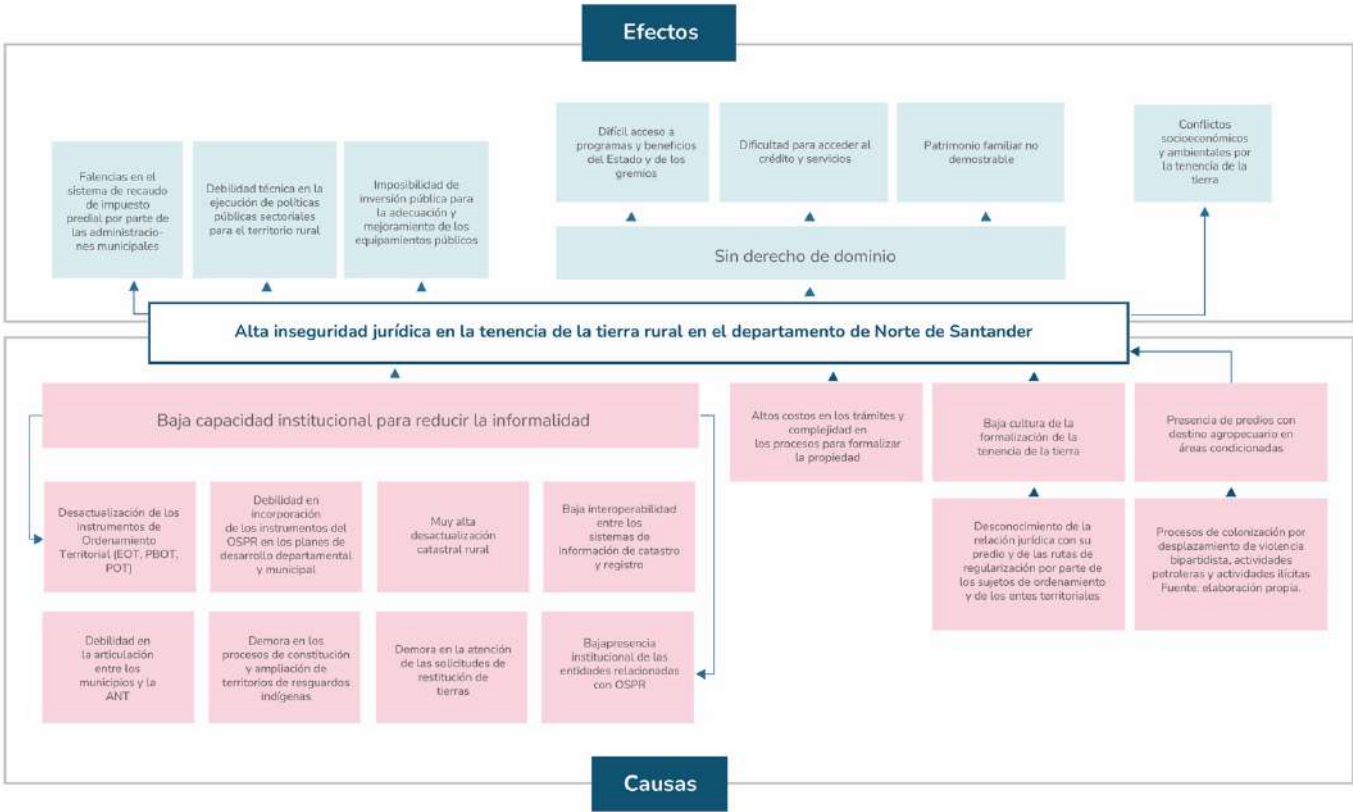 Efectos
Difícil acceso a
programas y beneficios
del Estado y de los
gremios
Dificultad para acceder al
crédito y servicios
Patrimonio familiar no
demostrable
Conflictos
socioeconómicos
y ambientales por
la tenencia de la
tierra
Falencias en el
sistema de recaudo
de impuesto
predial por parte de
las administracio-
nes municipales
Debilidad técnica en la
ejecución de políticas
públicas sectoriales
para el territorio rural
Imposibilidad de
inversión pública para
la adecuación y
mejoramiento de los
equipamientos públicos
Sin derecho de dominio
Alta inseguridad jurídica en la tenencia de la tierra rural en el departamento de Norte de Santander
Baja capacidad institucional para reducir la informalidad
Altos costos en los trámites y
complejidad en
los procesos para formalizar
la propiedad
Baja cultura de la
formalización de la
tenencia de la tierra
Presencia de predios con
destino agropecuario en
áreas condicionadas
Desactualización de los
instrumentos de
Ordenamiento
Territorial (EOT, PBOT,
POT)
Debilidad en
incorporación
de los instrumentos del
OSPR en los planes de
desarrollo departamental
y municipal
Muy alta
desactualización
catastral rural
Baja interoperabilidad
entre los
sistemas de
información de catastro
y registro
Desconocimiento de la
relación jurídica con su
predio y de las rutas de
regularización por parte de
los sujetos de ordenamiento
y de los entes territoriales
Procesos de colonización por
desplazamiento de violencia
bipartidista, actividades
petroleras y actividades ilícitas
Fuente: elaboración propia.
Debilidad en
la articulación
entre los
municipios y la
ANT
Demora en los
procesos de constitución
y ampliación de
territorios de resguardos
indígenas
Demora en la atención
de las solicitudes de
restitución de
tierras
Bajapresencia
institucional de las
entidades relacionadas
con OSPR
Causas